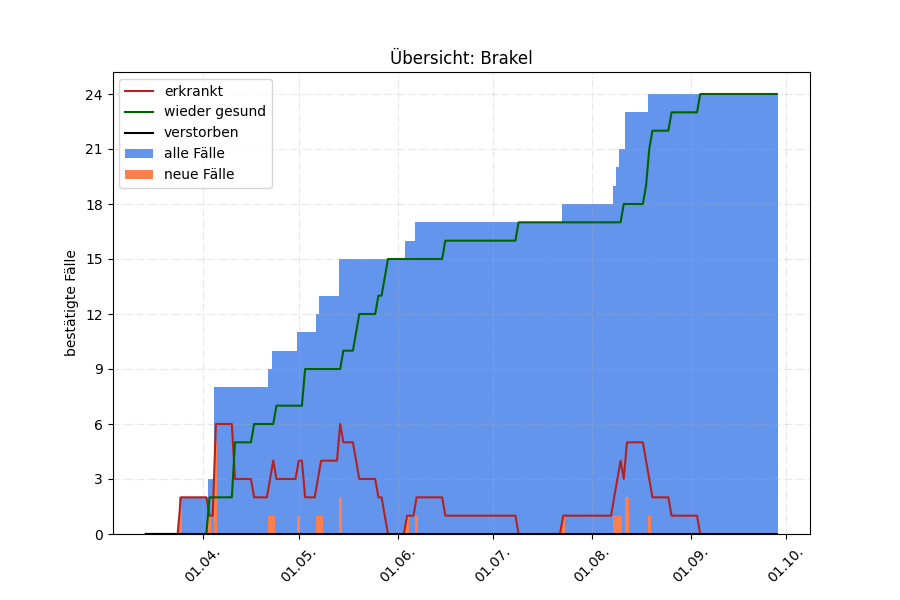 Übersicht: Brakel
erkrankt
wieder gesund
verstorben
alle Fälle
neue Fälle
bestätigte Fälle
24
21
18
15
12
9
6
3
0
01.04.
01.05.
01.06.
01.07.
01.08.
01.09.
01.10.